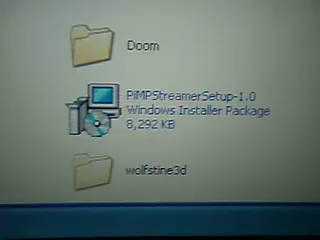 Doom
PiMPStreamerSetup-1.0
Windows Installer Package
8,292 KB
wolfstine3d